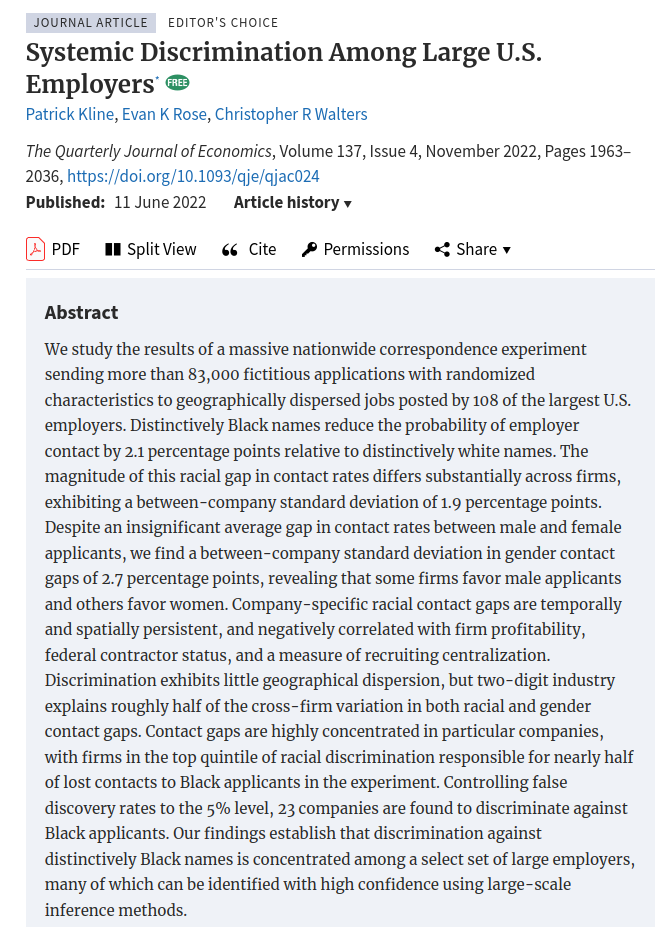 JOURNAL ARTICLE EDITOR'S CHOICE
Systemic Discrimination Among Large U.S.
Employers* FREE
Patrick Kline, Evan K Rose, Christopher R Walters
The Quarterly Journal of Economics, Volume 137, Issue 4, November 2022, Pages 1963–
2036, https://doi.org/10.1093/qje/qjac024
Published: 11 June 2022 Article history ▼
PDF Split View Cite Permissions Share ▼
Abstract
We study the results of a massive nationwide correspondence experiment
sending more than 83,000 fictitious applications with randomized
characteristics to geographically dispersed jobs posted by 108 of the largest U.S.
employers. Distinctively Black names reduce the probability of employer
contact by 2.1 percentage points relative to distinctively white names. The
magnitude of this racial gap in contact rates differs substantially across firms,
exhibiting a between-company standard deviation of 1.9 percentage points.
Despite an insignificant average gap in contact rates between male and female
applicants, we find a between-company standard deviation in gender contact
gaps of 2.7 percentage points, revealing that some firms favor male applicants
and others favor women. Company-specific racial contact gaps are temporally
and spatially persistent, and negatively correlated with firm profitability,
federal contractor status, and a measure of recruiting centralization.
Discrimination exhibits little geographical dispersion, but two-digit industry
explains roughly half of the cross-firm variation in both racial and gender
contact gaps. Contact gaps are highly concentrated in particular companies,
with firms in the top quintile of racial discrimination responsible for nearly half
of lost contacts to Black applicants in the experiment. Controlling false
discovery rates to the 5% level, 23 companies are found to discriminate against
Black applicants. Our findings establish that discrimination against
distinctively Black names is concentrated among a select set of large employers,
many of which can be identified with high confidence using large-scale
inference methods.